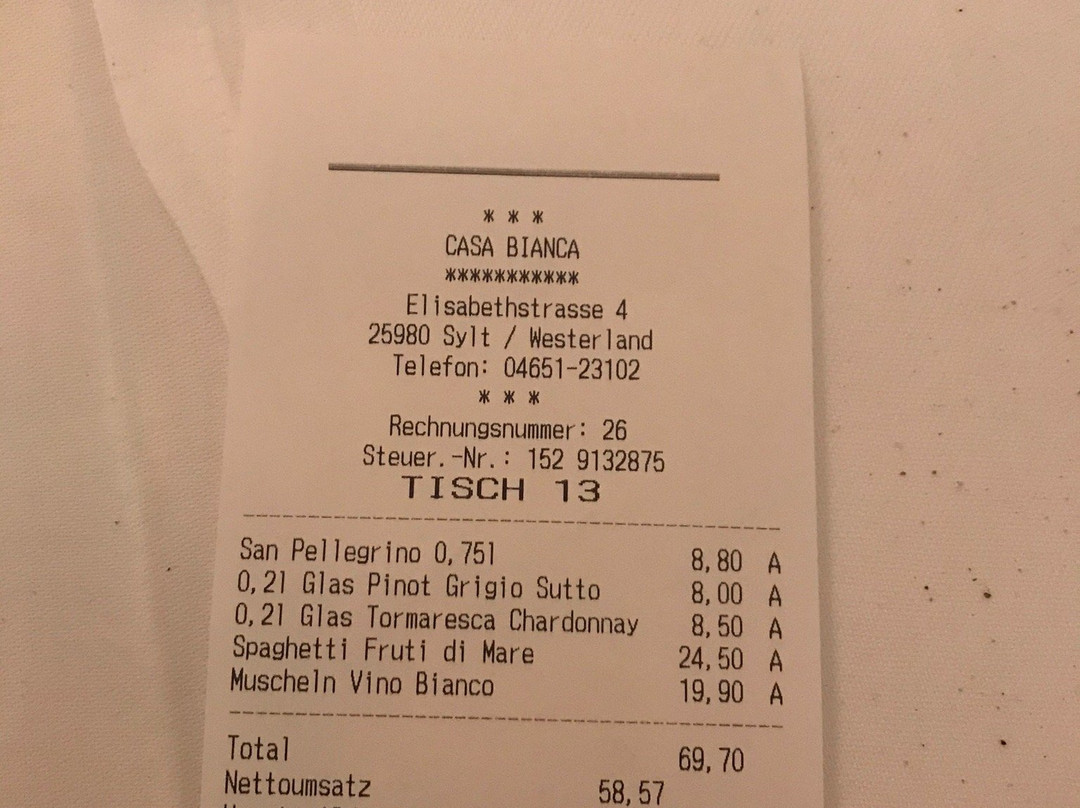 * * *
CASA BIANCA
***********
Elisabethstrasse 4
25980 Sylt / Westerland
Telefon: 04651-23102
* * *
Rechnungsnummer: 26
Steuer.-Nr.: 152 9132875
TISCH 13
San Pellegrino 0,75l 8,80 A
0,2l Glas Pinot Grigio Sutto 8,00 A
0,2l Glas Tormaresca Chardonnay 8,50 A
Spaghetti Fruti di Mare 24,50 A
Muscheln Vino Bianco 19,90 A
Total 69,70
Nettoumsatz 58,57